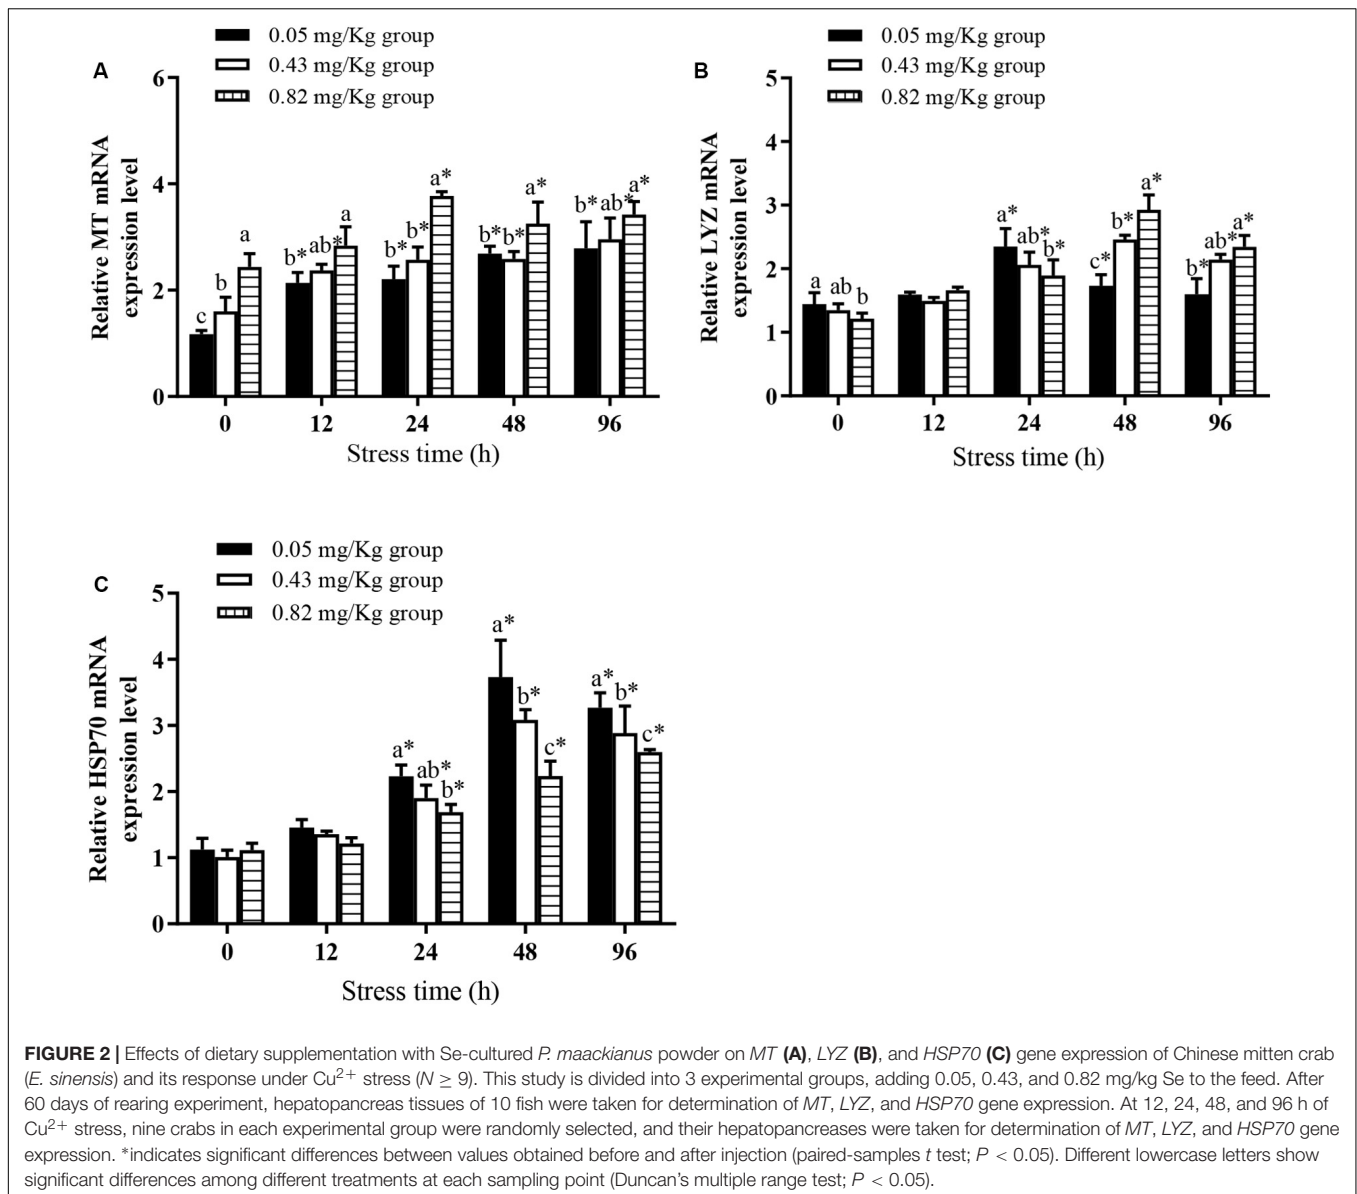 A
0.05 mg/Kg group
0.43 mg/Kg group
0.82 mg/Kg group
Relative MT mRNA
expression level
6
4
2
0
c b a
b* ab* a
b* b* a*
b* b* a*
b* ab* a*
0 12 24 48 96
Stress time (h)
B
0.05 mg/Kg group
0.43 mg/Kg group
0.82 mg/Kg group
Relative LYZ mRNA
expression level
5
4
3
2
1
0
a ab b
a* ab* b*
c* b* a*
b* ab* a*
0 12 24 48 96
Stress time (h)
C
0.05 mg/Kg group
0.43 mg/Kg group
0.82 mg/Kg group
Relative HSP70 mRNA
expression level
5
4
3
2
1
0
a* ab* b*
a* b* c*
a* b* c*
0 12 24 48 96
Stress time (h)
FIGURE 2 | Effects of dietary supplementation with Se-cultured P. maackianus powder on MT (A), LYZ (B), and HSP70 (C) gene expression of Chinese mitten crab
(E. sinensis) and its response under Cu²⁺ stress (N ≥ 9). This study is divided into 3 experimental groups, adding 0.05, 0.43, and 0.82 mg/kg Se to the feed. After
60 days of rearing experiment, hepatopancreas tissues of 10 fish were taken for determination of MT, LYZ, and HSP70 gene expression. At 12, 24, 48, and 96 h of
Cu²⁺ stress, nine crabs in each experimental group were randomly selected, and their hepatopancreases were taken for determination of MT, LYZ, and HSP70 gene
expression. *indicates significant differences between values obtained before and after injection (paired-samples t test; P < 0.05). Different lowercase letters show
significant differences among different treatments at each sampling point (Duncan's multiple range test; P < 0.05).